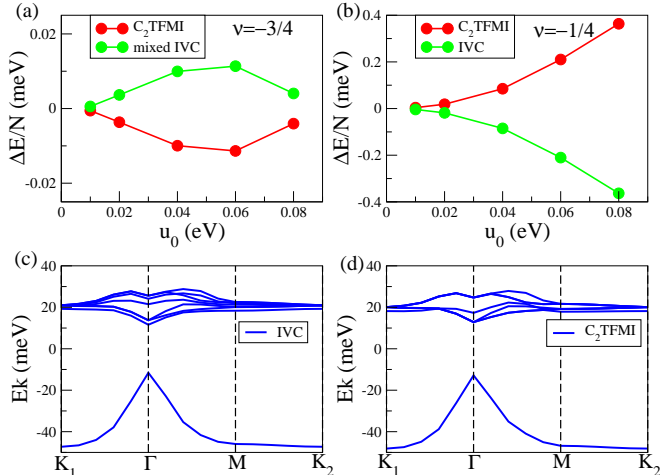 (a)
C₂TFMI
mixed IVC
ν=−3/4
0.02
0
-0.02
ΔE/N (meV)
0 0.02 0.04 0.06 0.08
u₀ (eV)
(b)
C₂TFMI
IVC
ν=−1/4
0.4
0.2
0
-0.2
-0.4
ΔE/N (meV)
0 0.02 0.04 0.06 0.08
u₀ (eV)
(c)
40
20
0
-20
-40
Ek (meV)
IVC
K₁ Γ M K₂
(d)
40
20
0
-20
-40
Ek (meV)
C₂TFMI
K₁ Γ M K₂